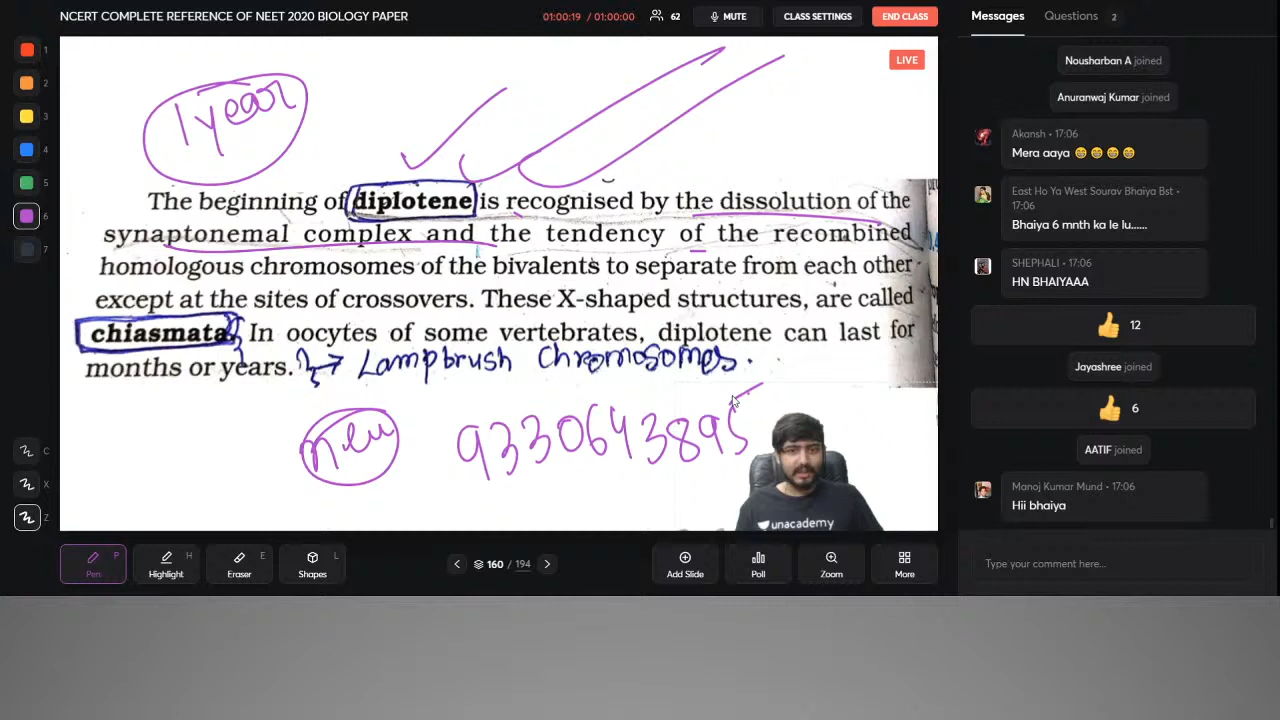 NCERT COMPLETE REFERENCE OF NEET 2020 BIOLOGY PAPER
01:00:19 / 01:00:00
62
MUTE
CLASS SETTINGS
END CLASS
LIVE
1
2
3
4
5
6
7
C
X
Z
1 year
The beginning of diplotene is recognised by the dissolution of the
synaptonemal complex and the tendency of the recombined
homologous chromosomes of the bivalents to separate from each other
except at the sites of crossovers. These X-shaped structures, are called
chiasmata. In oocytes of some vertebrates, diplotene can last for
months or years. → Lampbrush Chromosomes.
9330643895
unacademy
Pen P
Highlight H
Eraser E
Shapes L
160 / 194
Add Slide
Poll
Zoom
More
Messages
Questions 2
Nousharban A joined
Anuranwaj Kumar joined
Akansh • 17:06
Mera aaya 😁😁😁😁
East Ho Ya West Sourav Bhaiya Bst •
17:06
Bhaiya 6 mnth ka le lu......
SHEPHALI • 17:06
HN BHAIYAAA
👍 12
Jayashree joined
👍 6
AATIF joined
Manoj Kumar Mund • 17:06
Hii bhaiya
Type your comment here...